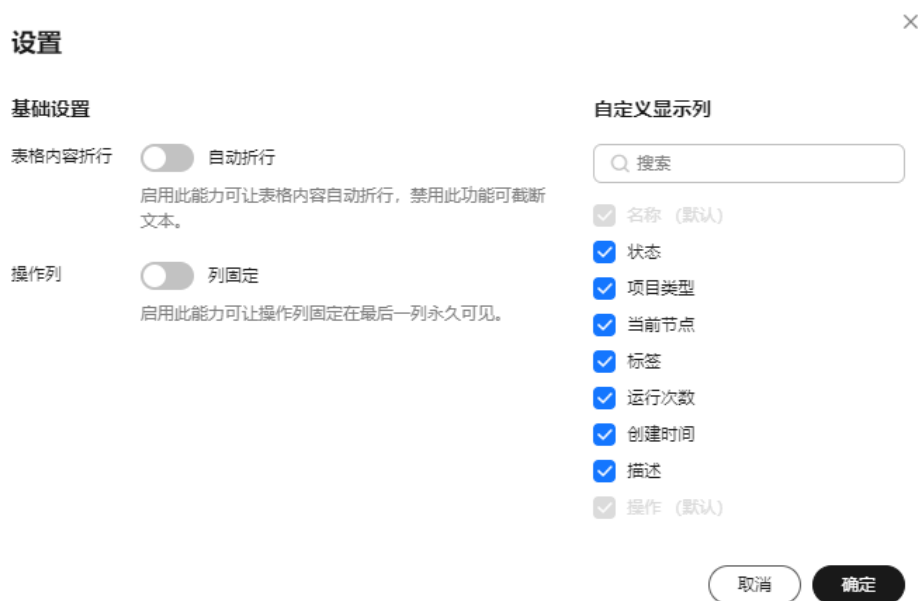 设置
基础设置
表格内容折行
自动折行
启用此能力可让表格内容自动折行，禁用此功能可截断
文本。
操作列
列固定
启用此能力可让操作列固定在最后一列永久可见。
自定义显示列
搜索
名称（默认）
状态
项目类型
当前节点
标签
运行次数
创建时间
描述
操作（默认）
取消
确定